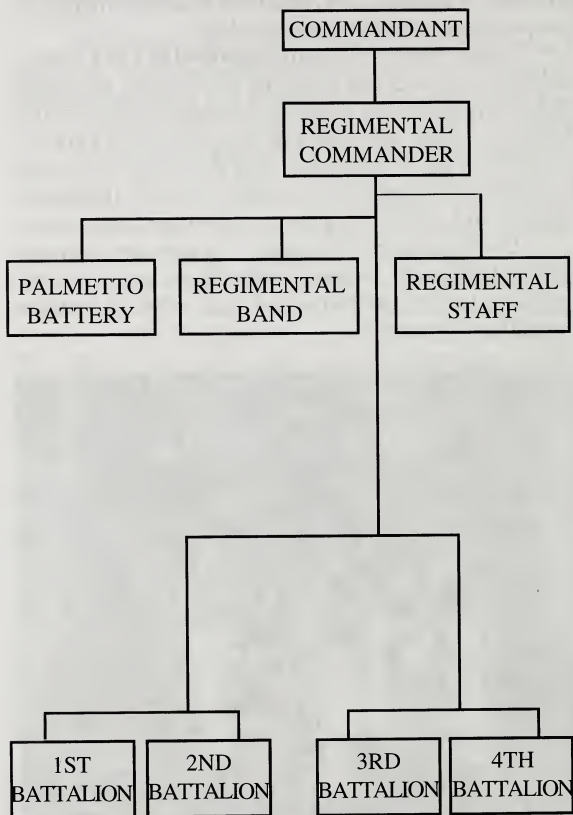 COMMANDANT
REGIMENTAL
COMMANDER
PALMETTO
BATTERY
REGIMENTAL
BAND
REGIMENTAL
STAFF
1ST
BATTALION
2ND
BATTALION
3RD
BATTALION
4TH
BATTALION